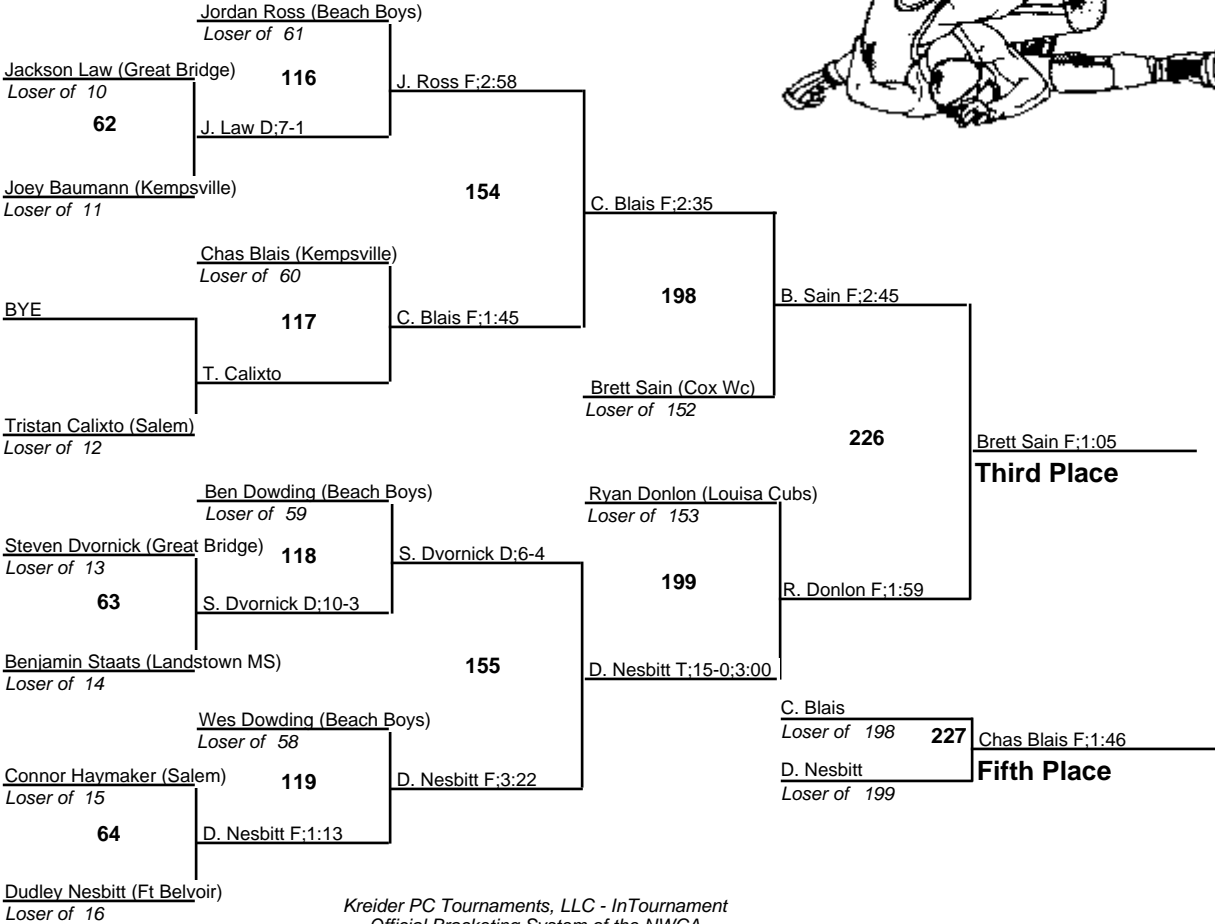 Jordan Ross (Beach Boys)
Loser of 61
Jackson Law (Great Bridge)
Loser of 10
116
J. Ross F;2:58
62
J. Law D;7-1
Joey Baumann (Kempsville)
Loser of 11
154
C. Blais F;2:35
Chas Blais (Kempsville)
Loser of 60
BYE
117
C. Blais F;1:45
198
B. Sain F;2:45
T. Calixto
Brett Sain (Cox Wc)
Loser of 152
Tristan Calixto (Salem)
Loser of 12
226
Brett Sain F;1:05
Third Place
Ben Dowding (Beach Boys)
Loser of 59
Ryan Donlon (Louisa Cubs)
Loser of 153
Steven Dvornick (Great Bridge)
Loser of 13
118
S. Dvornick D;6-4
63
S. Dvornick D;10-3
199
R. Donlon F;1:59
Benjamin Staats (Landstown MS)
Loser of 14
155
D. Nesbitt T;15-0;3:00
Wes Dowding (Beach Boys)
Loser of 58
C. Blais
Loser of 198
227
Chas Blais F;1:46
Fifth Place
D. Nesbitt
Loser of 199
Connor Haymaker (Salem)
Loser of 15
119
D. Nesbitt F;3:22
64
D. Nesbitt F;1:13
Dudley Nesbitt (Ft Belvoir)
Loser of 16
Kreider PC Tournaments, LLC - InTournament
Official Bracketing System of the NWCA